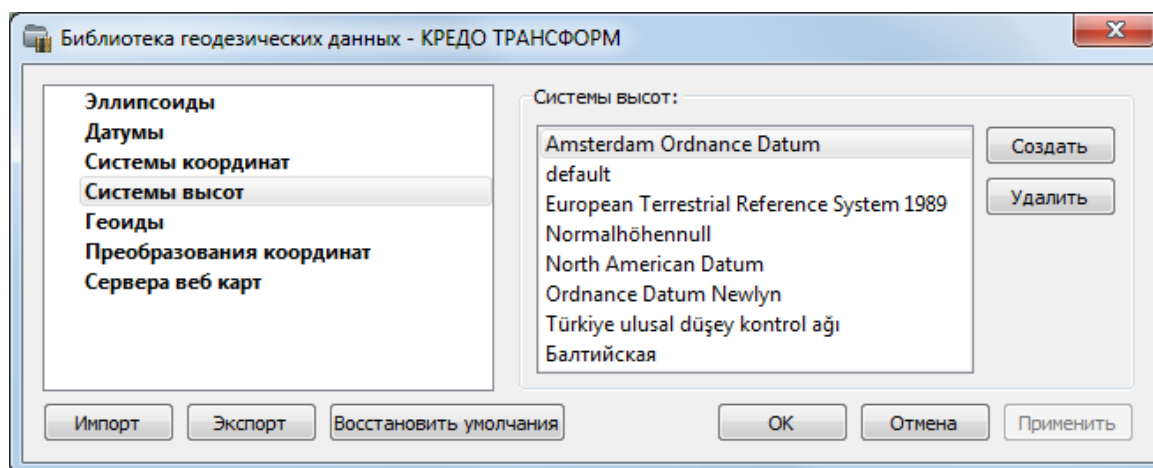 Библиотека геодезических данных - КРЕДО ТРАНСФОРМ
Эллипсоиды
Датумы
Системы координат
Системы высот
Геоиды
Преобразования координат
Сервера веб карт
Системы высот:
Amsterdam Ordnance Datum
default
European Terrestrial Reference System 1989
Normalhöhennull
North American Datum
Ordnance Datum Newlyn
Türkiye ulusal düşey kontrol ağı
Балтийская
Создать
Удалить
Импорт
Экспорт
Восстановить умолчания
OK
Отмена
Применить